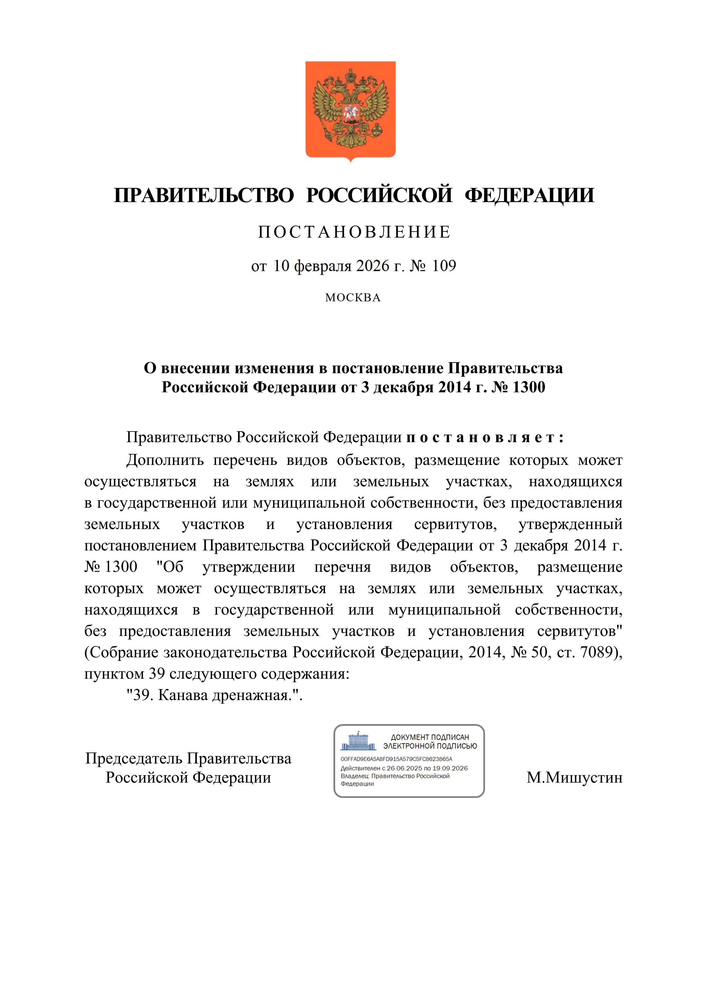 ПРАВИТЕЛЬСТВО РОССИЙСКОЙ ФЕДЕРАЦИИ
ПОСТАНОВЛЕНИЕ
от 10 февраля 2026 г. № 109
МОСКВА
О внесении изменения в постановление Правительства
Российской Федерации от 3 декабря 2014 г. № 1300
Правительство Российской Федерации постановляет:
Дополнить перечень видов объектов, размещение которых может
осуществляться на землях или земельных участках, находящихся
в государственной или муниципальной собственности, без предоставления
земельных участков и установления сервитутов, утвержденный
постановлением Правительства Российской Федерации от 3 декабря 2014 г.
№ 1300 "Об утверждении перечня видов объектов, размещение
которых может осуществляться на землях или земельных участках,
находящихся в государственной или муниципальной собственности,
без предоставления земельных участков и установления сервитутов"
(Собрание законодательства Российской Федерации, 2014, № 50, ст. 7089),
пунктом 39 следующего содержания:
"39. Канава дренажная.".
Председатель Правительства
Российской Федерации
ДОКУМЕНТ ПОДПИСАН
ЭЛЕКТРОННОЙ ПОДПИСЬЮ
00FFAD9E6A5A8FD915A579C5FC8623865A
Действителен с 26.06.2025 по 19.09.2026
Владелец: Правительство Российской
Федерации
М.Мишустин